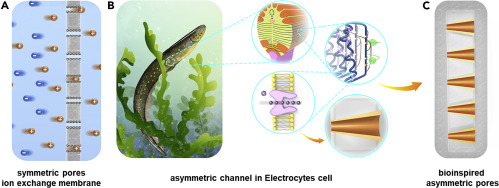 A
B
C
symmetric pores
ion exchange membrane
asymmetric channel in Electrocytes cell
bioinspired
asymmetric pores